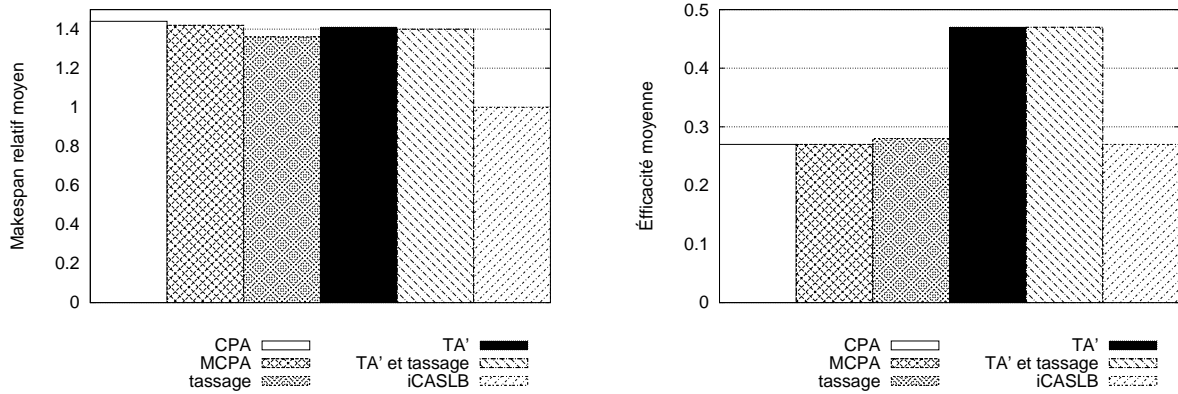 Makespan relatif moyen
1.4
1.2
1
0.8
0.6
0.4
0.2
0
CPA
MCPA
tassage
TA'
TA' et tassage
iCASLB
Éfficacité moyenne
0.5
0.4
0.3
0.2
0.1
0
CPA
MCPA
tassage
TA'
TA' et tassage
iCASLB